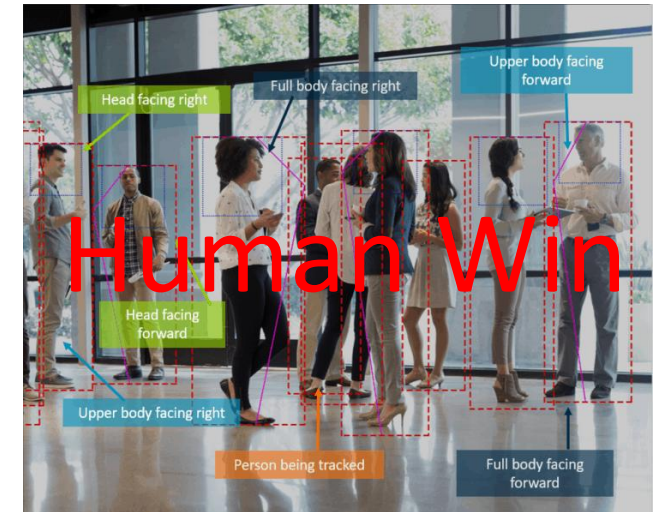 Head facing right
Full body facing right
Upper body facing
forward
Human Win
Head facing
forward
Upper body facing right
Person being tracked
Full body facing
forward